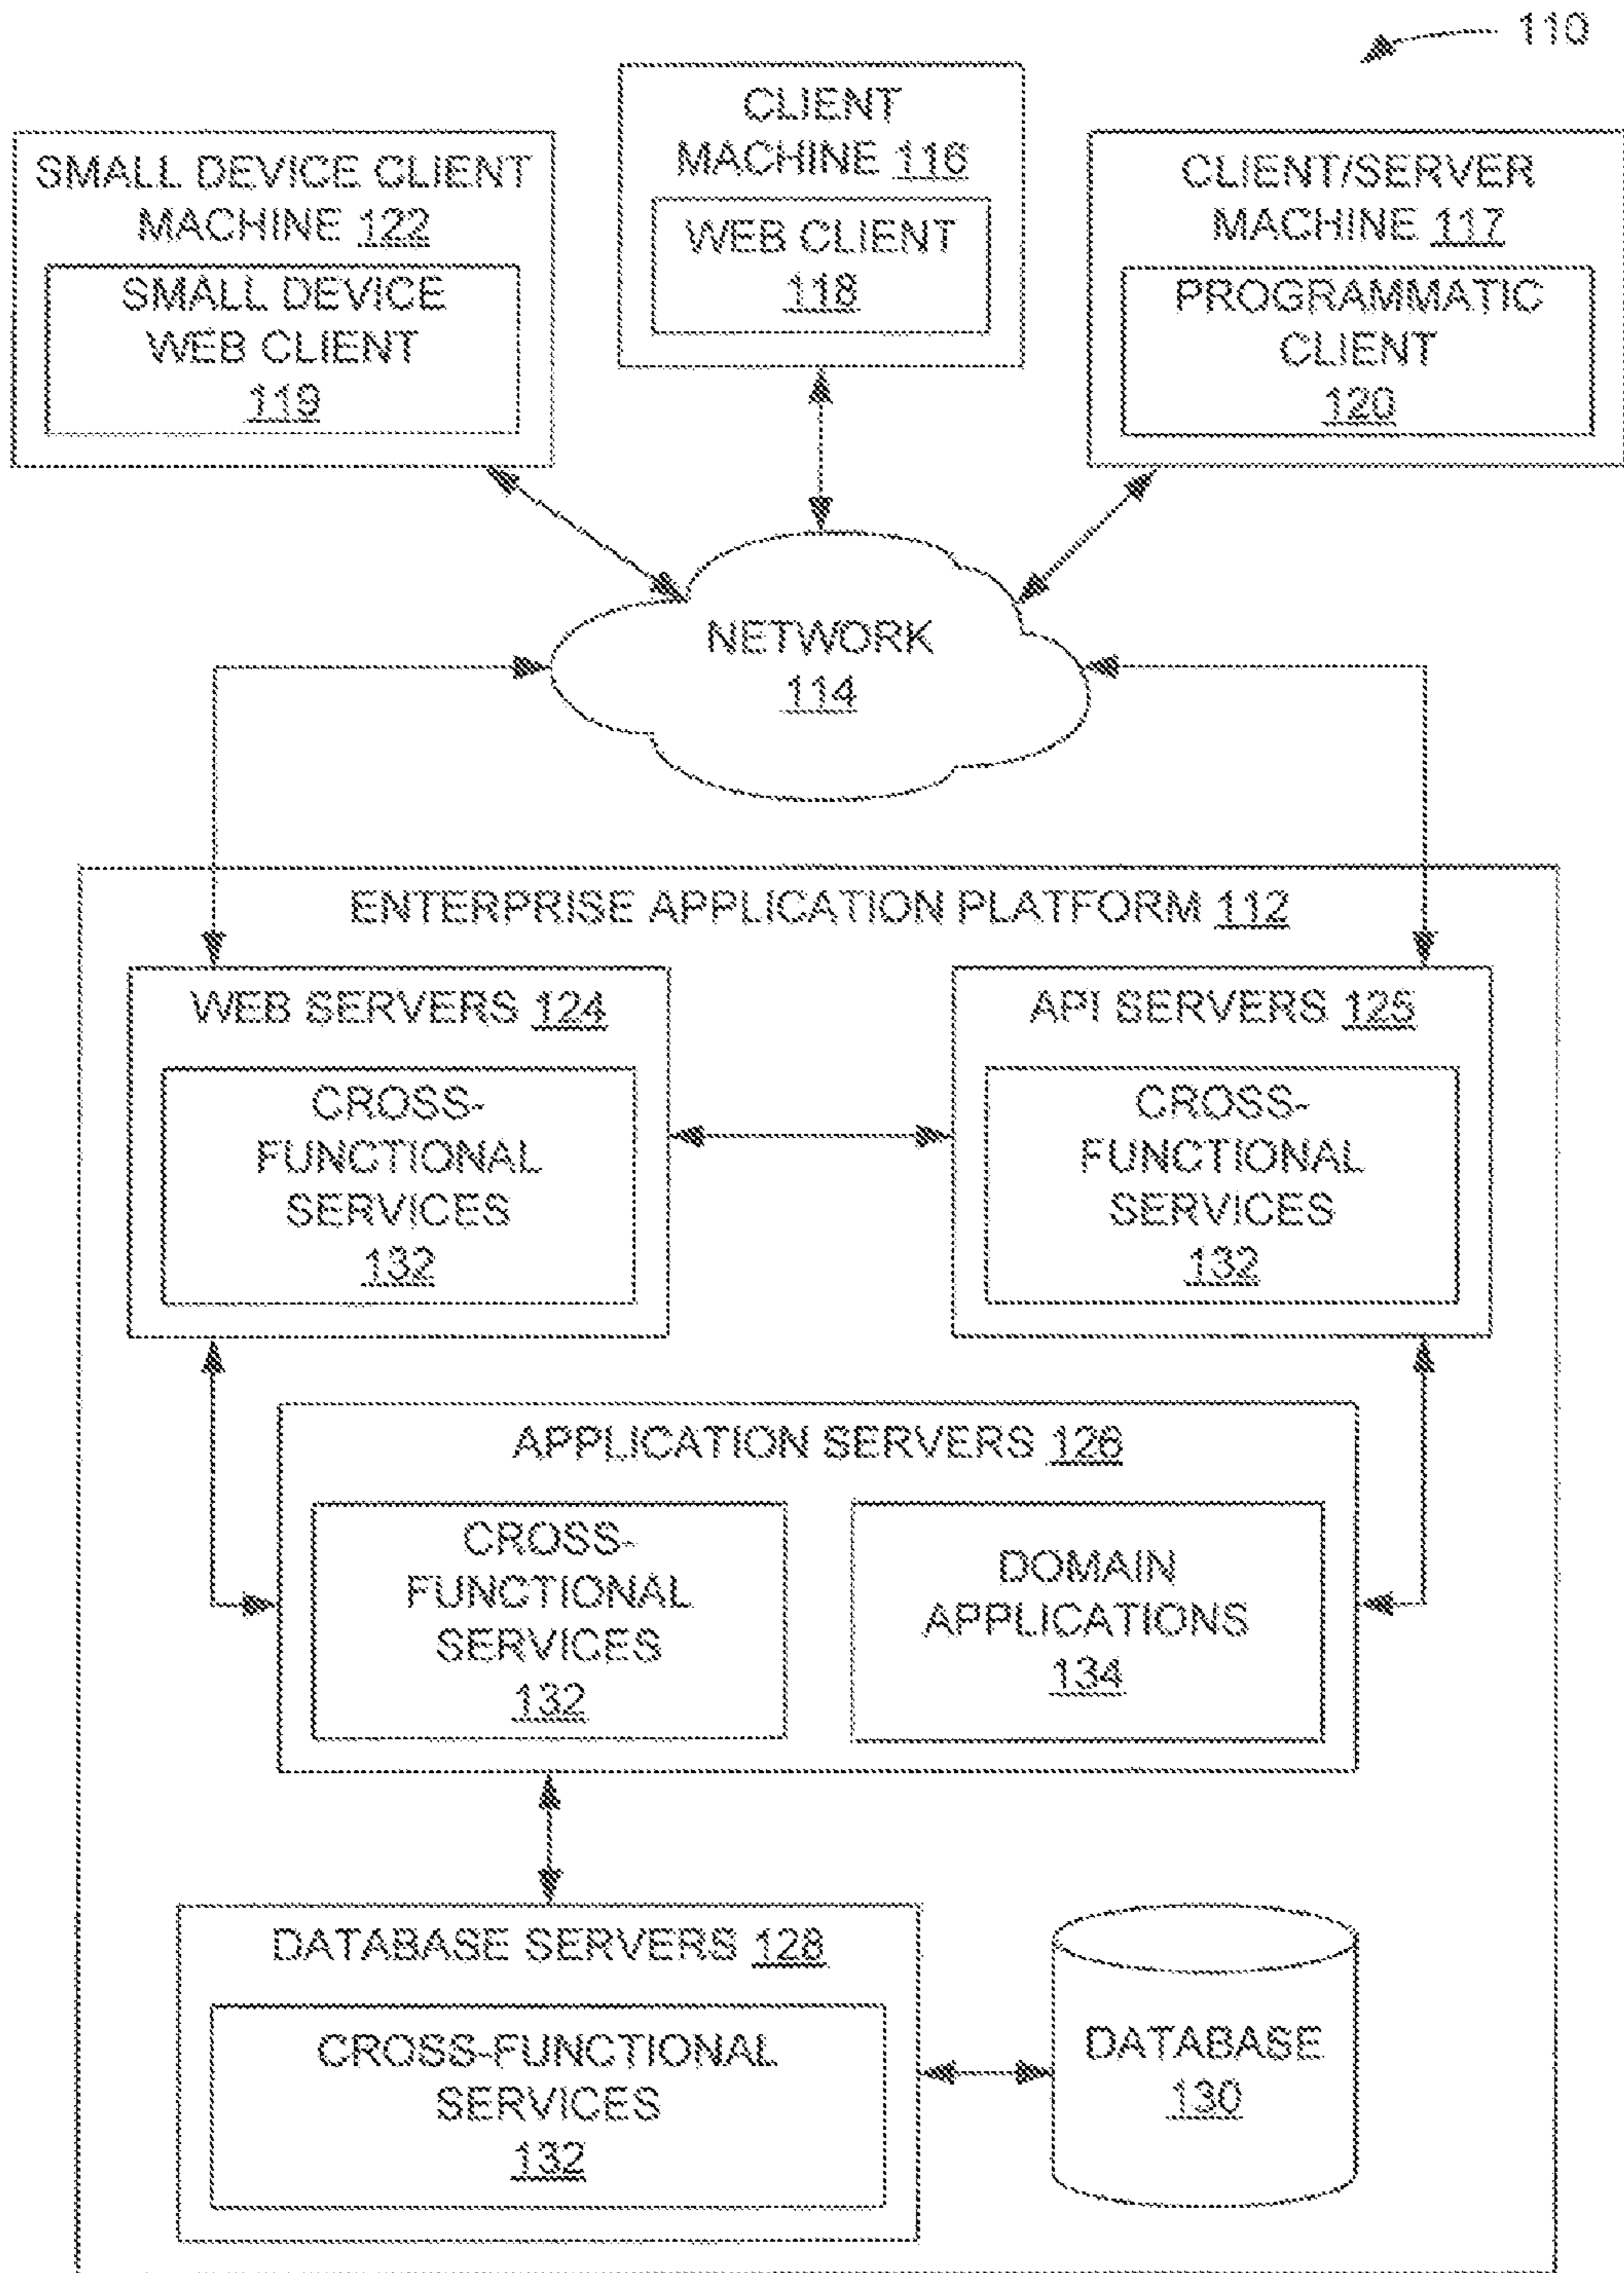 110
SMALL DEVICE CLIENT
MACHINE 122
SMALL DEVICE
WEB CLIENT
119
CLIENT
MACHINE 116
WEB CLIENT
118
CLIENT/SERVER
MACHINE 117
PROGRAMMATIC
CLIENT
120
NETWORK
114
ENTERPRISE APPLICATION PLATFORM 112
WEB SERVERS 124
CROSS-
FUNCTIONAL
SERVICES
132
API SERVERS 125
CROSS-
FUNCTIONAL
SERVICES
132
APPLICATION SERVERS 126
CROSS-
FUNCTIONAL
SERVICES
132
DOMAIN
APPLICATIONS
134
DATABASE SERVERS 128
CROSS-FUNCTIONAL
SERVICES
132
DATABASE
130